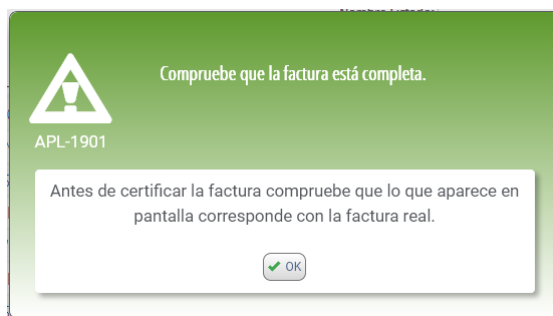 Compruebe que la factura está completa.
APL-1901
Antes de certificar la factura compruebe que lo que aparece en
pantalla corresponde con la factura real.
OK